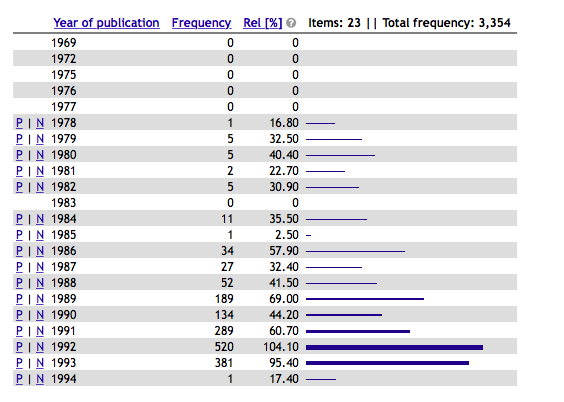 Year of publication Frequency Rel [%] ? Items: 23 || Total frequency: 3,354
1969 0 0
1972 0 0
1975 0 0
1976 0 0
1977 0 0
P | N 1978 1 16.80
P | N 1979 5 32.50
P | N 1980 5 40.40
P | N 1981 2 22.70
P | N 1982 5 30.90
1983 0 0
P | N 1984 11 35.50
P | N 1985 1 2.50
P | N 1986 34 57.90
P | N 1987 27 32.40
P | N 1988 52 41.50
P | N 1989 189 69.00
P | N 1990 134 44.20
P | N 1991 289 60.70
P | N 1992 520 104.10
P | N 1993 381 95.40
P | N 1994 1 17.40